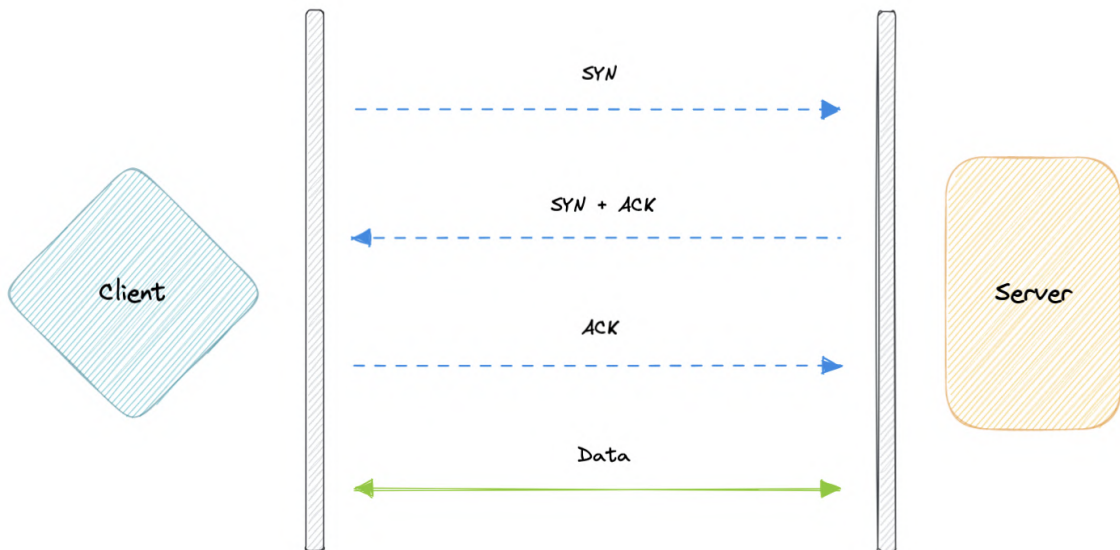 SYN
SYN + ACK
Client
Server
ACK
Data